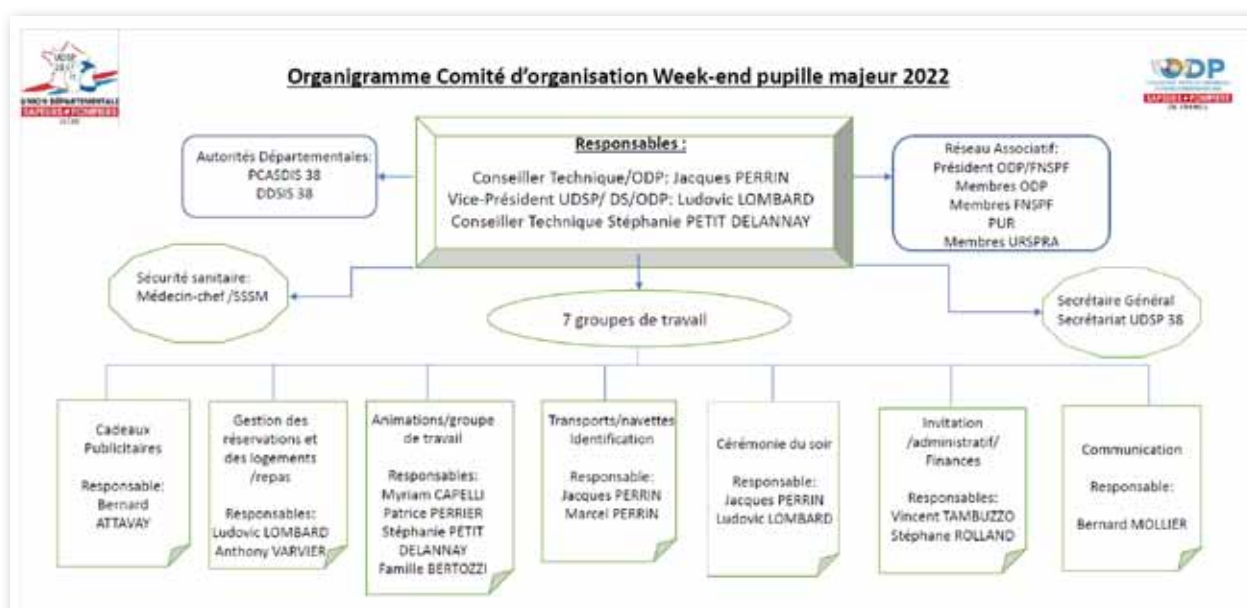 Organigramme Comité d'organisation Week-end pupille majeur 2022
UDSP
UNION DÉPARTEMENTALE
SAPEURS-POMPIERS
ODP
SAPEURS-POMPIERS
DE FRANCE
Autorités Départementales:
PCASDIS 38
DDSIS 38
Responsables :
Conseiller Technique/ODP: Jacques PERRIN
Vice-Président UDSP/ DS/ODP: Ludovic LOMBARD
Conseiller Technique Stéphanie PETIT DELANNAY
Réseau Associatif:
Président ODP/FNSPF
Membres ODP
Membres FNSPF
PUR
Membres URSPRA
Sécurité sanitaire:
Médecin-chef /SSSM
7 groupes de travail
Secrétaire Général
Secrétariat UDSP 38
Cadeaux
Publicitaires
Responsable:
Bernard
ATTAVAY
Gestion des
réservations et
des logements
/repas
Responsables:
Ludovic LOMBARD
Anthony VARVIER
Animations/groupe
de travail
Responsables:
Myriam CAPELLI
Patrice PERRIER
Stéphanie PETIT
DELANNAY
Famille BERTOZZI
Transports/navettes
Identification
Responsable:
Jacques PERRIN
Marcel PERRIN
Cérémonie du soir
Responsable:
Jacques PERRIN
Ludovic LOMBARD
Invitation
/administratif/
Finances
Responsables:
Vincent TAMBUZZO
Stéphane ROLLAND
Communication
Responsable:
Bernard MOLLIER